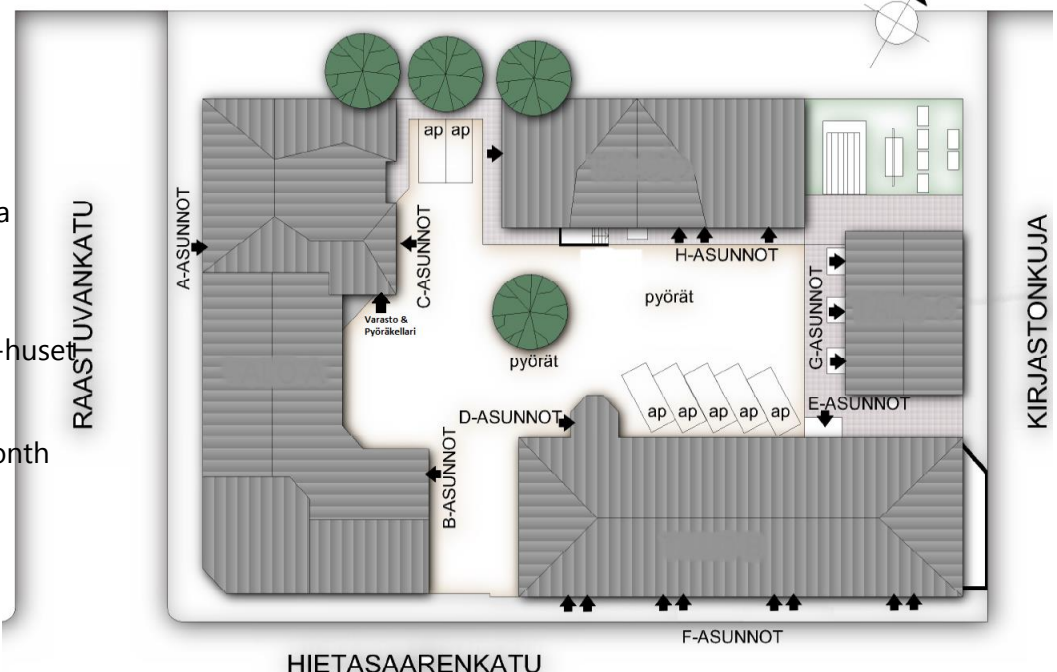 a
-huset
onth
RAASTUVANKATU
A-ASUNNOT
ap ap
C-ASUNNOT
Varasto &
Pyöräkellari
H-ASUNNOT
pyörät
pyörät
G-ASUNNOT
KIRJASTONKUJA
E-ASUNNOT
D-ASUNNOT
ap ap ap ap ap
B-ASUNNOT
F-ASUNNOT
HIETASAARENKATU